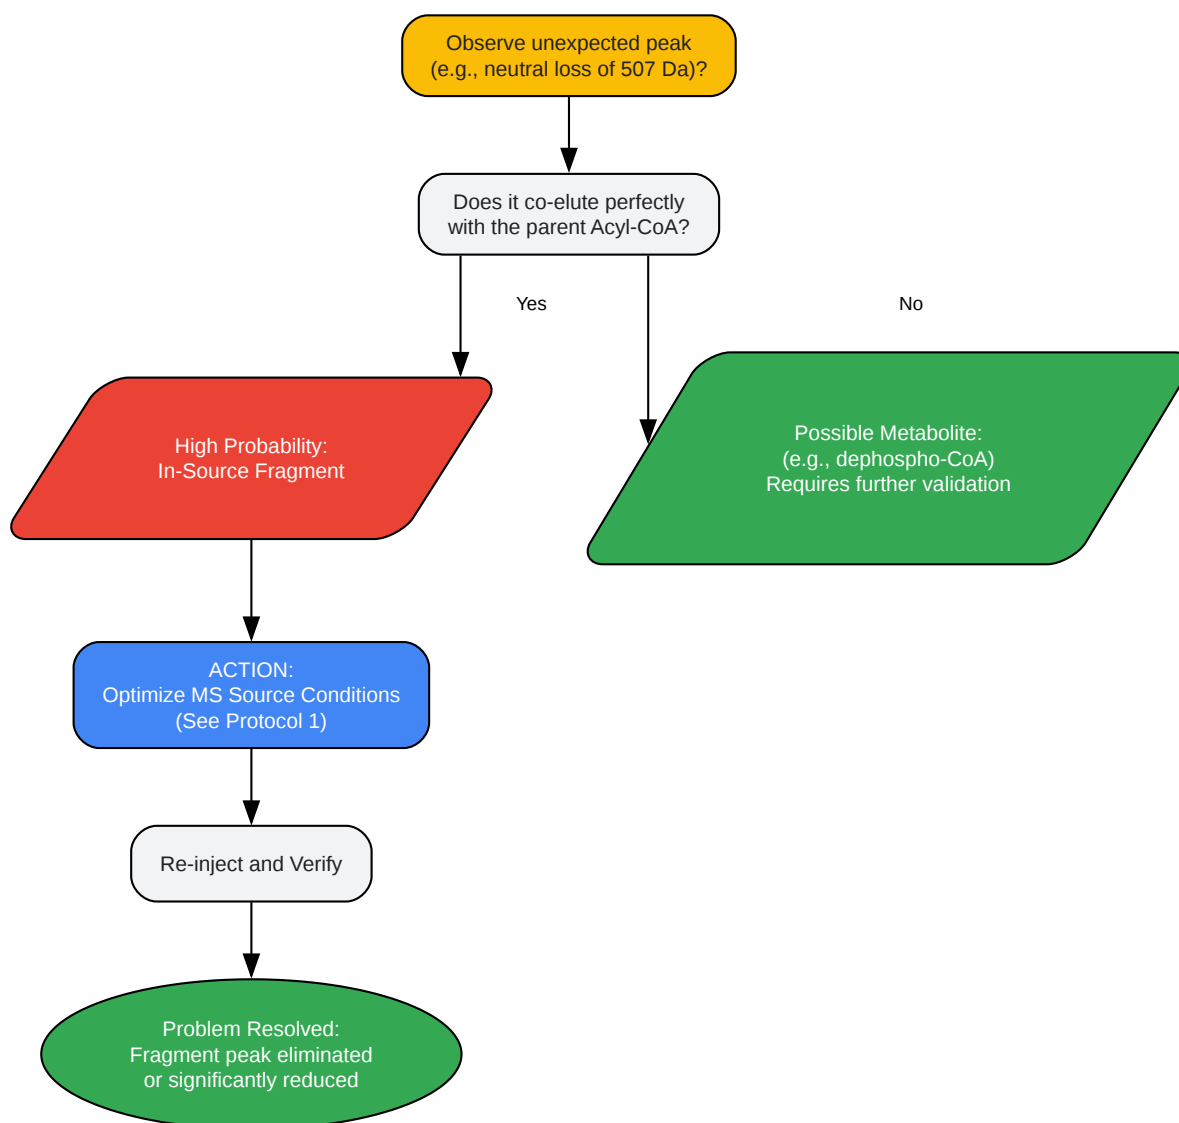 Observe unexpected peak
(e.g., neutral loss of 507 Da)?
Does it co-elute perfectly
with the parent Acyl-CoA?
Yes
No
High Probability:
In-Source Fragment
Possible Metabolite:
(e.g., dephospho-CoA)
Requires further validation
ACTION:
Optimize MS Source Conditions
(See Protocol 1)
Re-inject and Verify
Problem Resolved:
Fragment peak eliminated
or significantly reduced